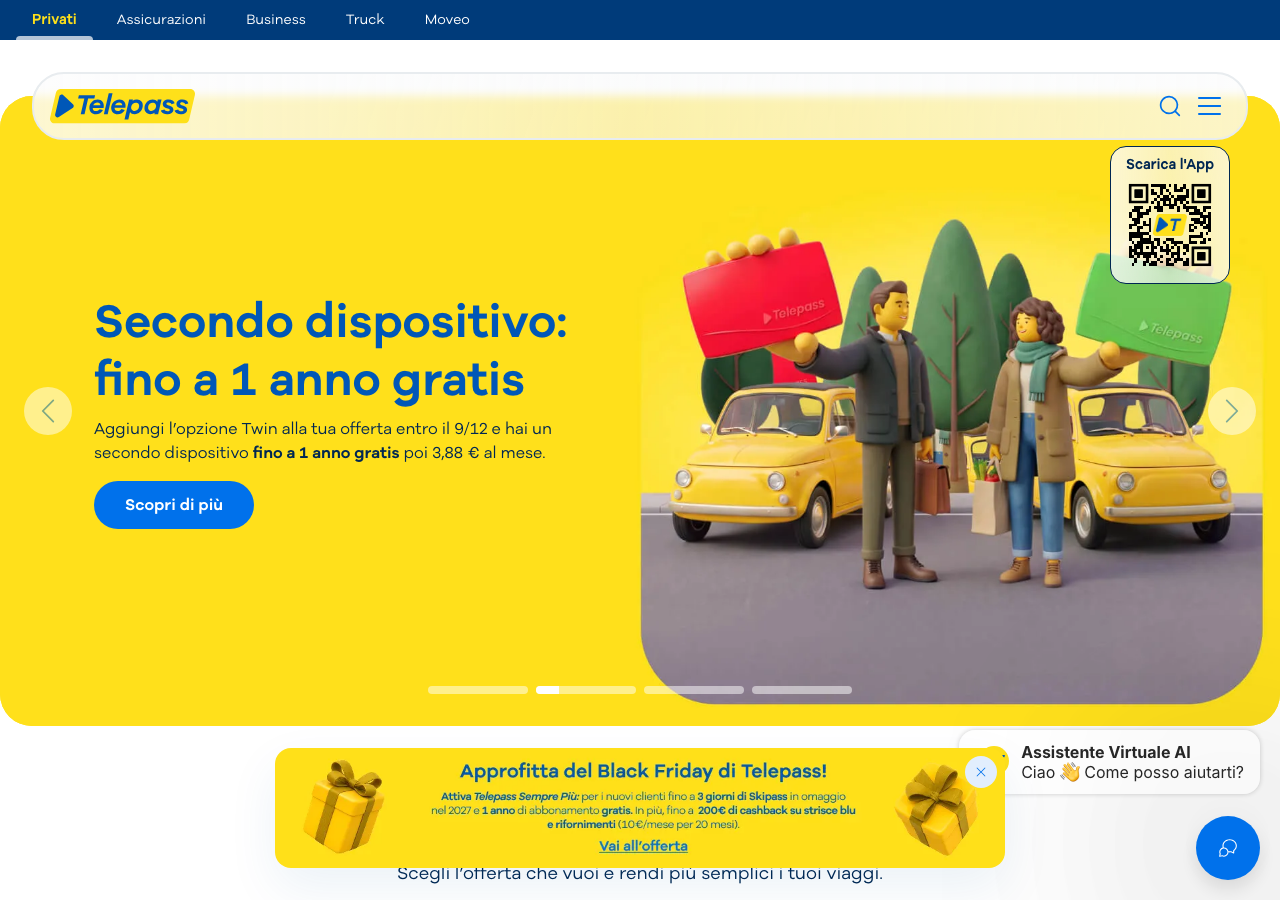 Privati
Assicurazioni
Business
Truck
Moveo
Telepass
Scarica l'App
T
Telepass
Telepass
Secondo dispositivo:
fino a 1 anno gratis
Aggiungi l’opzione Twin alla tua offerta entro il 9/12 e hai un
secondo dispositivo fino a 1 anno gratis poi 3,88 € al mese.
Scopri di più
Assistente Virtuale AI
Ciao 👋 Come posso aiutarti?
Approfitta del Black Friday di Telepass!
Attiva Telepass Sempre Più: per i nuovi clienti fino a 3 giorni di Skipass in omaggio
nel 2027 e 1 anno di abbonamento gratis. In più, fino a 200€ di cashback su strisce blu
e rifornimenti (10€/mese per 20 mesi).
Vai all’offerta
Scegli l’offerta che vuoi e rendi più semplici i tuoi viaggi.